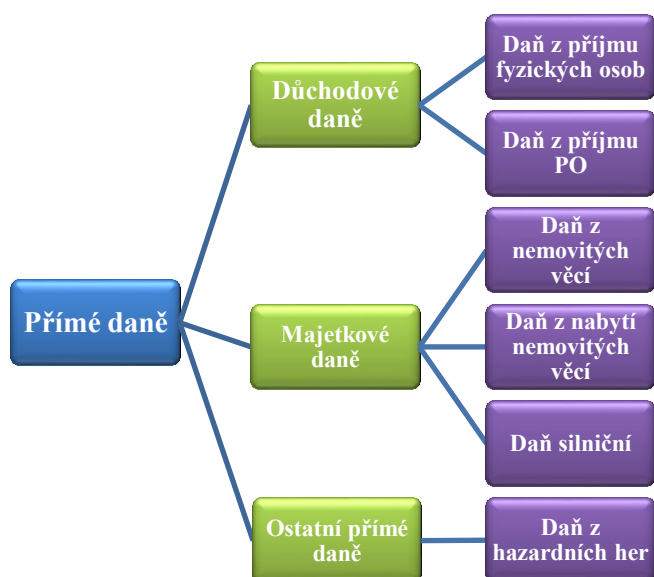 Přímé daně
Důchodové
daně
Daň z příjmu
fyzických osob
Daň z příjmu
PO
Majetkové
daně
Daň z
nemovitých
věcí
Daň z nabytí
nemovitých
věcí
Daň silniční
Ostatní přímé
daně
Daň z
hazardních her